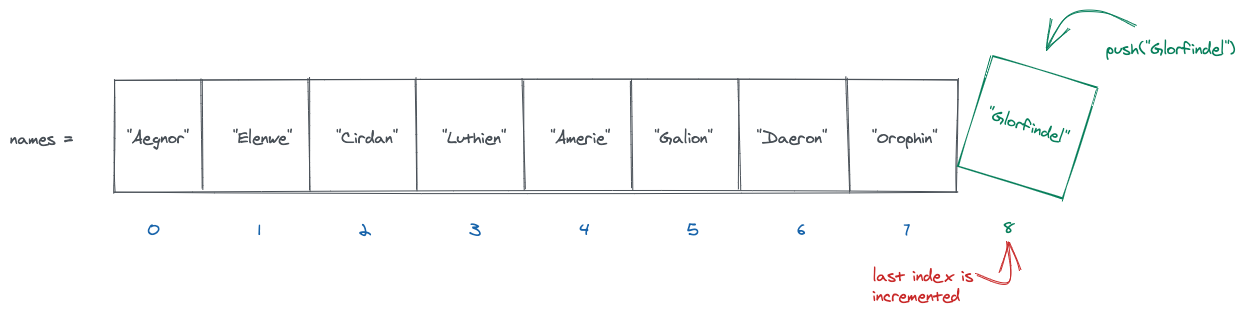 push("Glorfindel")
names =
"Aegnor" "Elenwe" "Cirdan" "Luthien" "Amerie" "Galion" "Daeron" "Orophin" "Glorfindel"
0 1 2 3 4 5 6 7 8
last index is
incremented